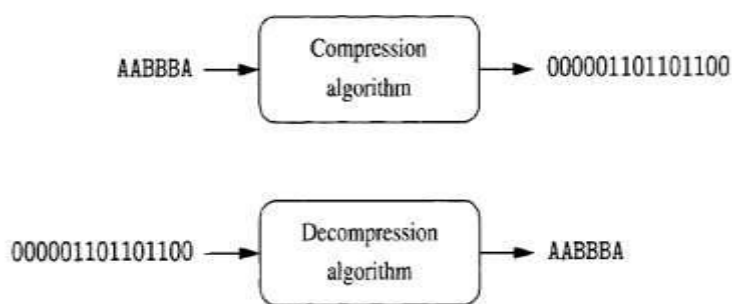 AABBBA
Compression
algorithm
000001101101100
000001101101100
Decompression
algorithm
AABBBA